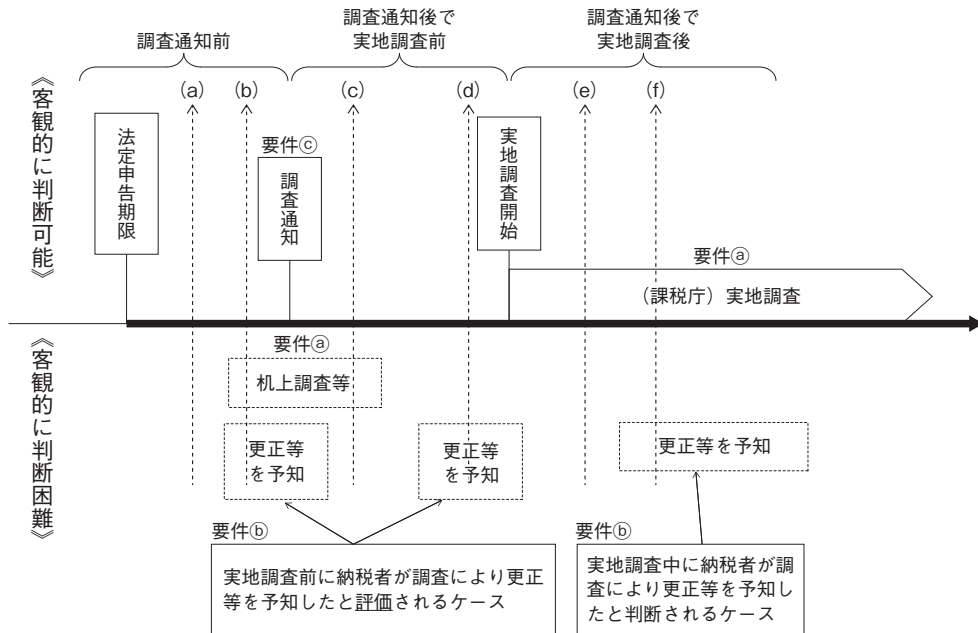 調査通知前
調査通知後で
実地調査前
調査通知後で
実地調査後
《客観的に判断可能》
(a)
(b)
(c)
(d)
(e)
(f)
法定申告期限
要件ⓒ
調査通知
実地調査開始
要件ⓐ
(課税庁)実地調査
《客観的に判断困難》
要件ⓐ
机上調査等
更正等
を予知
更正等
を予知
更正等を予知
要件ⓑ
実地調査前に納税者が調査により更正
等を予知したと評価されるケース
要件ⓑ
実地調査中に納税者が調
査により更正等を予知し
たと判断されるケース